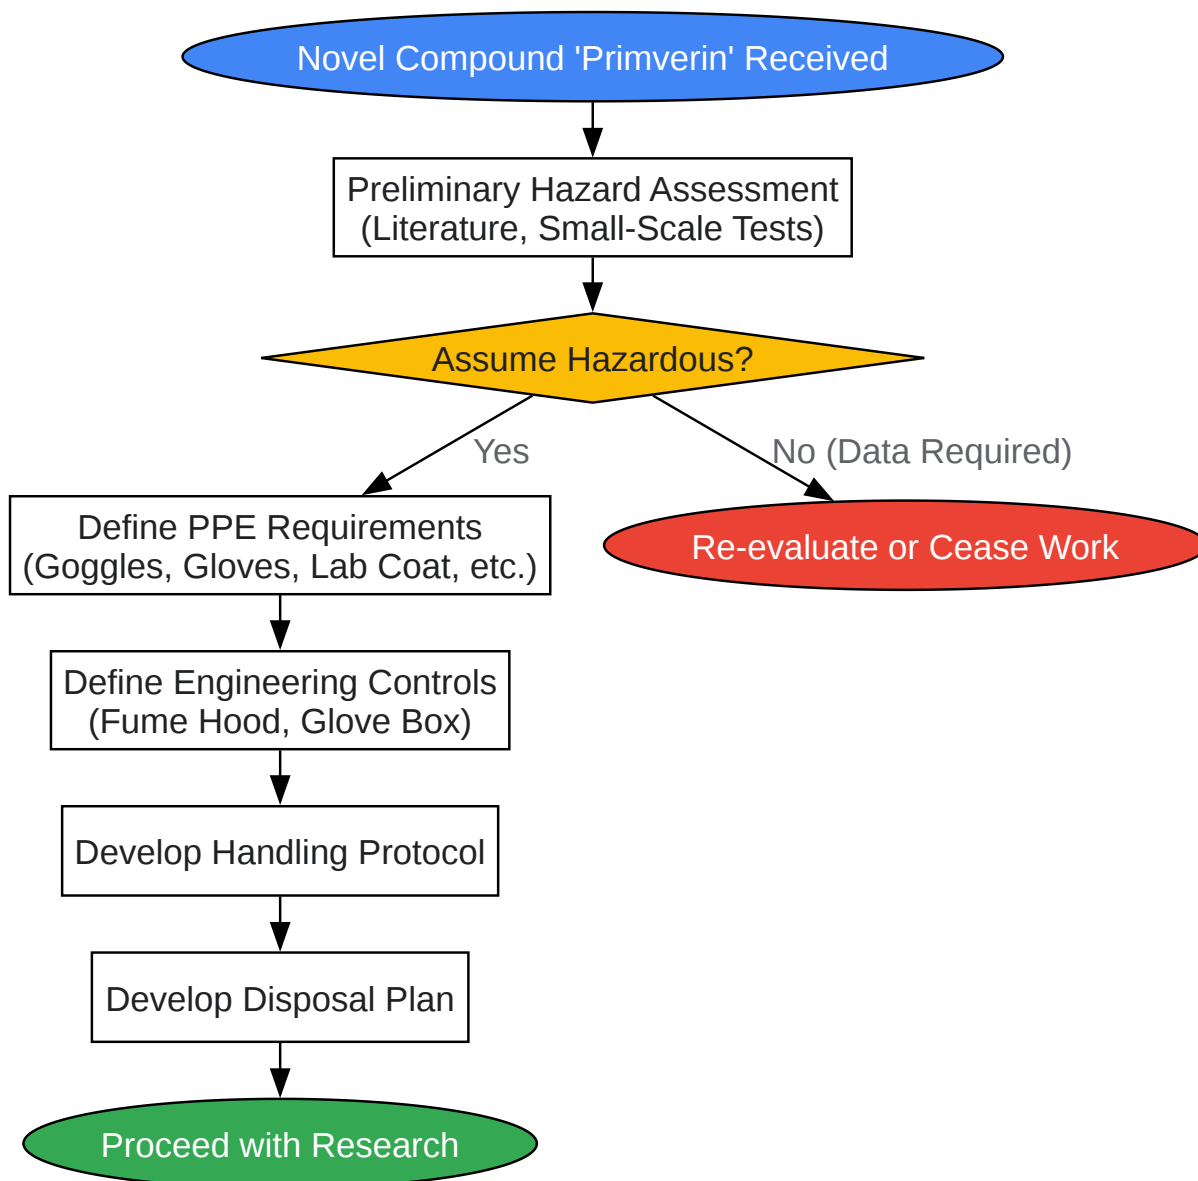 Novel Compound 'Primverin' Received
Preliminary Hazard Assessment
(Literature, Small-Scale Tests)
Assume Hazardous?
Yes
No (Data Required)
Define PPE Requirements
(Goggles, Gloves, Lab Coat, etc.)
Re-evaluate or Cease Work
Define Engineering Controls
(Fume Hood, Glove Box)
Develop Handling Protocol
Develop Disposal Plan
Proceed with Research